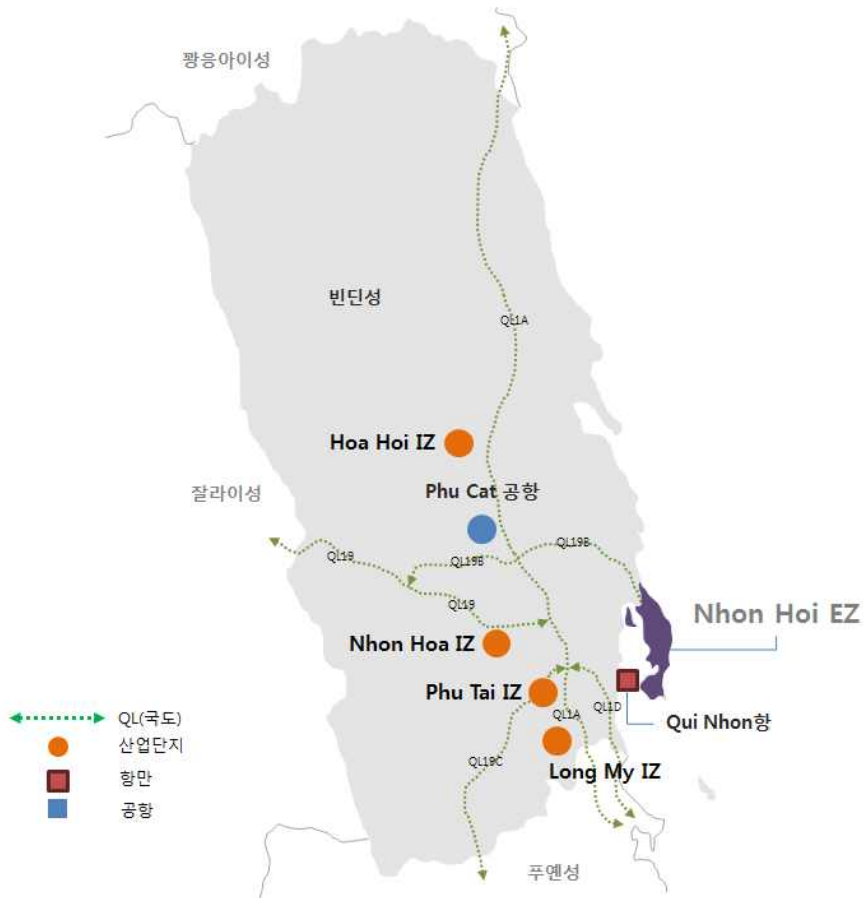 꽝응아이성
빈딘성
QL1A
Hoa Hoi IZ
Phu Cat 공항
잘라이성
QL19
QL19B
QL19B
QL19
Nhon Hoi EZ
Nhon Hoa IZ
Phu Tai IZ
QL1A
QL1D
Qui Nhon항
QL19C
Long My IZ
푸옌성
QL(국도)
산업단지
항만
공항